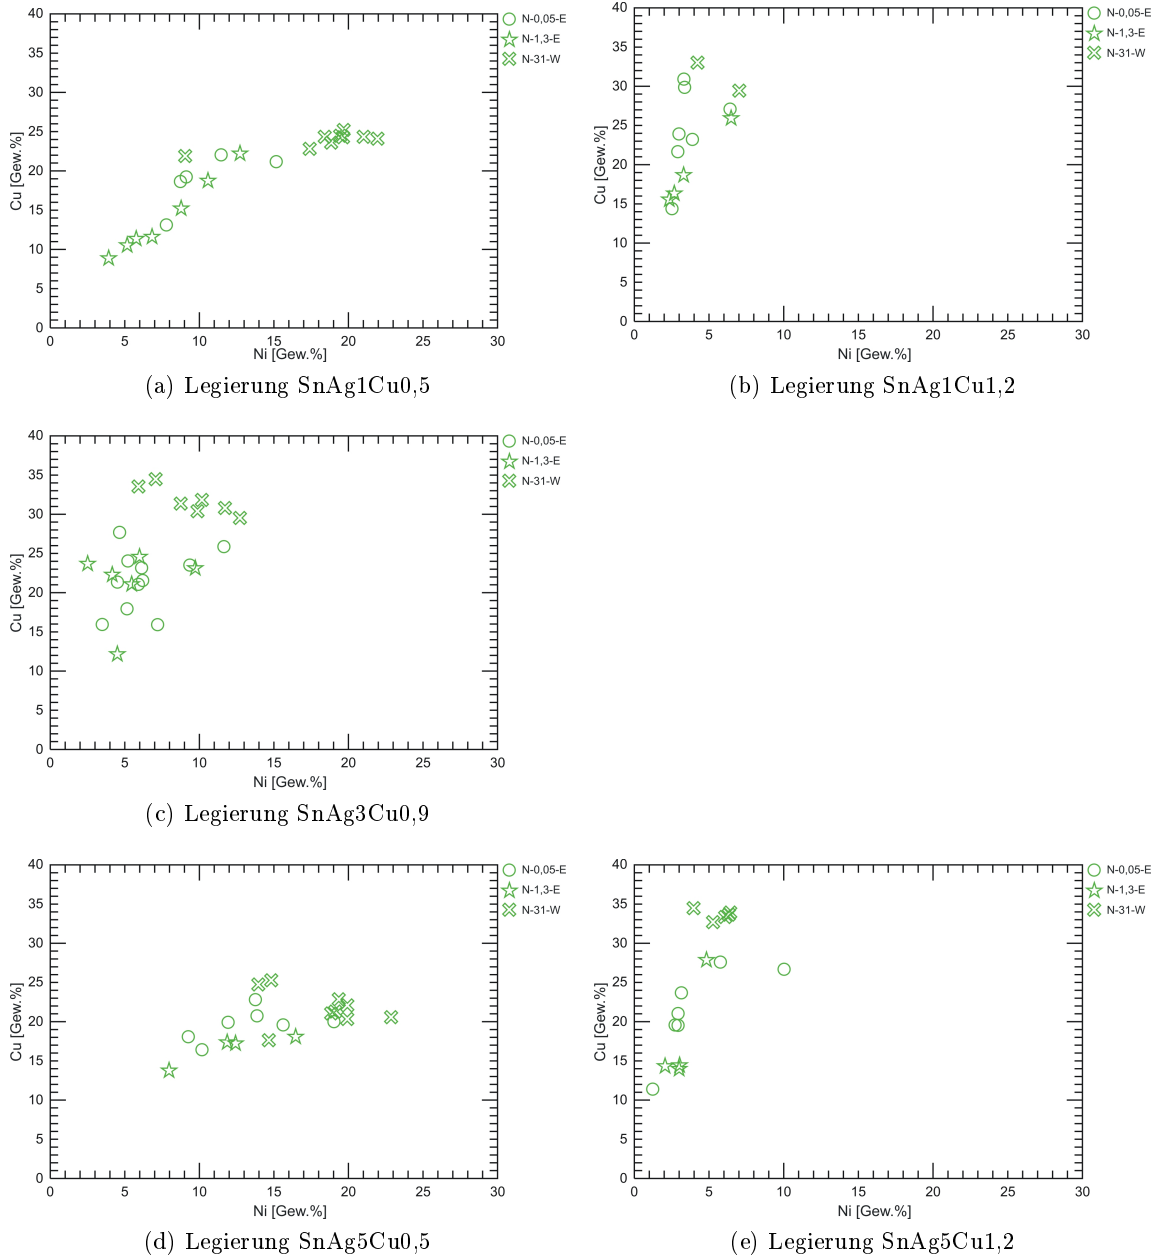 40
35
30
25
20
15
10
5
0
Cu [Gew.%]
0 5 10 15 20 25 30
Ni [Gew.%]
N-0,05-E
N-1,3-E
N-31-W
(a) Legierung SnAg1Cu0,5
40
35
30
25
20
15
10
5
0
Cu [Gew.%]
0 5 10 15 20 25 30
Ni [Gew.%]
N-0,05-E
N-1,3-E
N-31-W
(b) Legierung SnAg1Cu1,2
40
35
30
25
20
15
10
5
0
Cu [Gew.%]
0 5 10 15 20 25 30
Ni [Gew.%]
N-0,05-E
N-1,3-E
N-31-W
(c) Legierung SnAg3Cu0,9
40
35
30
25
20
15
10
5
0
Cu [Gew.%]
0 5 10 15 20 25 30
Ni [Gew.%]
N-0,05-E
N-1,3-E
N-31-W
(d) Legierung SnAg5Cu0,5
40
35
30
25
20
15
10
5
0
Cu [Gew.%]
0 5 10 15 20 25 30
Ni [Gew.%]
N-0,05-E
N-1,3-E
N-31-W
(e) Legierung SnAg5Cu1,2